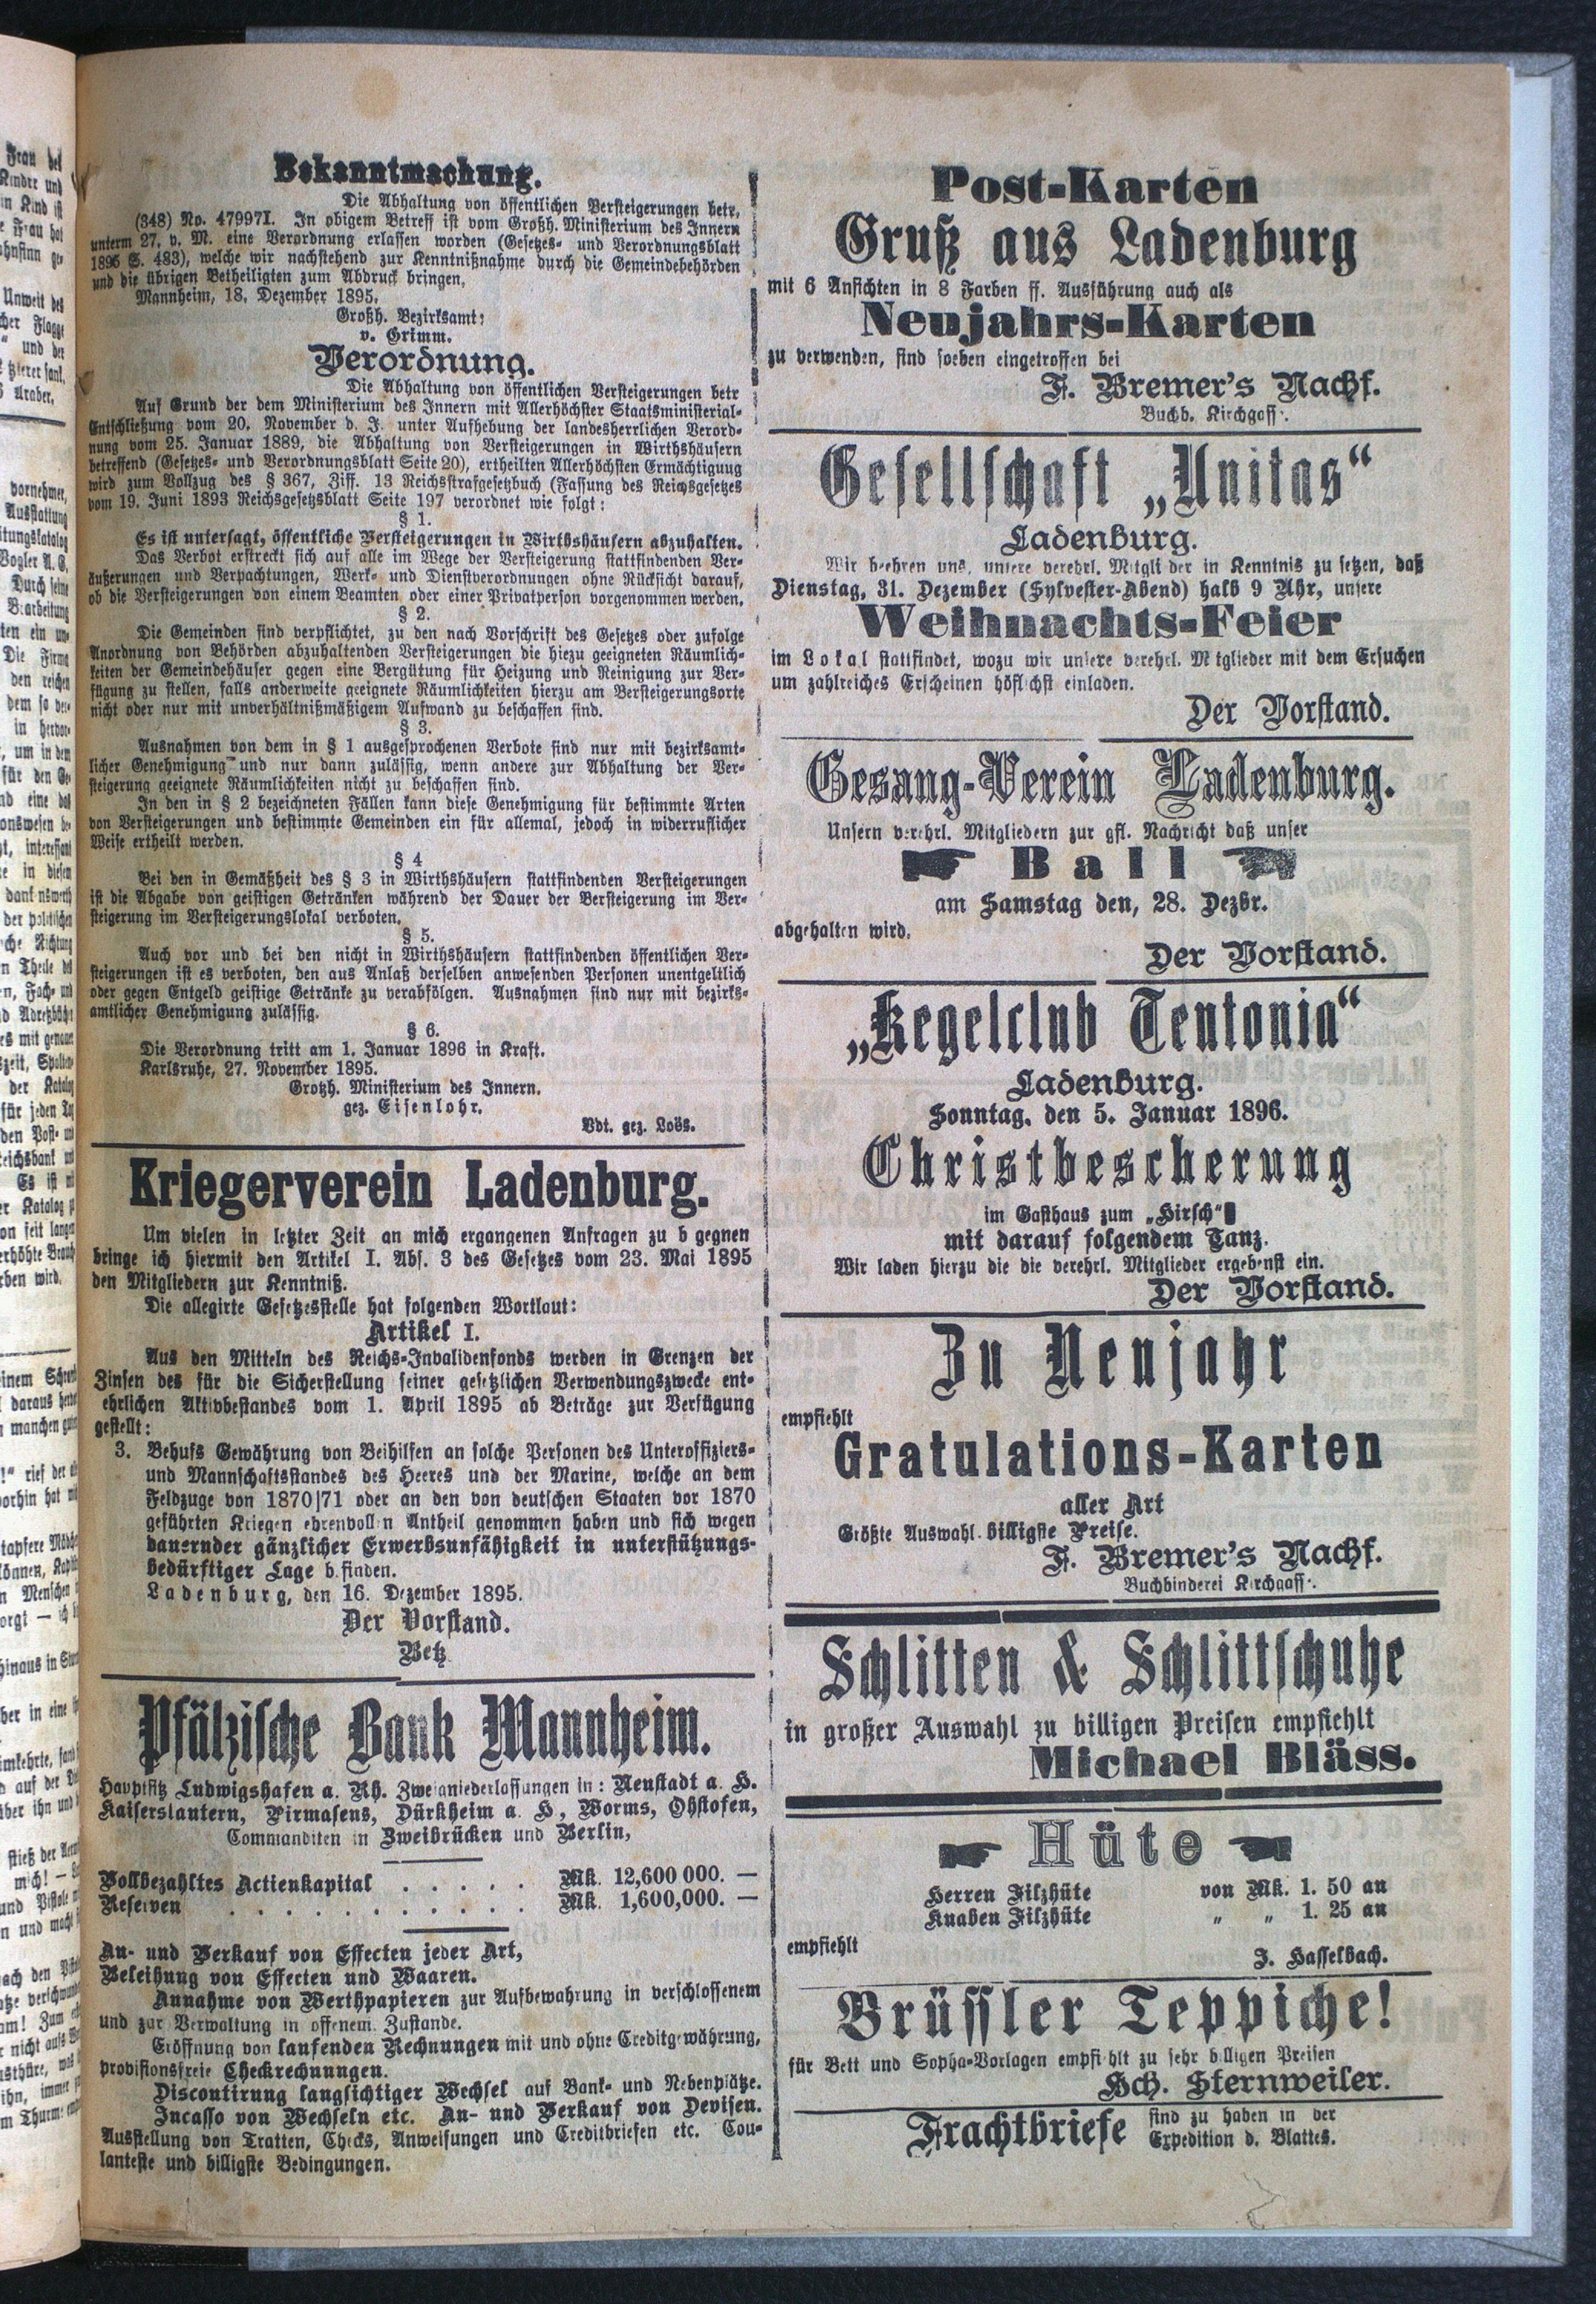 Bekanntmachung.
Die Abhaltung von öffentlichen Versteigerungen betr.
(348) No. 47997I. In obigem Betreff ist vom Großh. Ministerium des Innern
unterm 27. v. M. eine Verordnung erlassen worden (Gesetzes- und Verordnungsblatt
1895 S. 483), welche wir nachstehend zur Kenntnißnahme durch die Gemeindebehörden
und die übrigen Betheiligten zum Abdruck bringen.
Mannheim, 18. Dezember 1895.
Großh. Bezirksamt:
v. Grimm.
Verordnung.
Die Abhaltung von öffentlichen Versteigerungen betr
Auf Grund der dem Ministerium des Innern mit Allerhöchster Staatsministerial-
Entschließung vom 20. November d. J. unter Aufhebung der landesherrlichen Verord-
nung vom 25. Januar 1889, die Abhaltung von Versteigerungen in Wirthshäusern
betreffend (Gesetzes- und Verordnungsblatt Seite 20), ertheilten Allerhöchsten Ermächtigung
wird zum Vollzug des § 367, Ziff. 13 Reichsstrafgesetzbuch (Fassung des Reichsgesetzes
vom 19. Juni 1893 Reichsgesetzblatt Seite 197 verordnet wie folgt:
§ 1.
Es ist untersagt, öffentliche Versteigerungen in Wirthshäusern abzuhalten.
Das Verbot erstreckt sich auf alle im Wege der Versteigerung stattfindenden Ver-
äußerungen und Verpachtungen, Werk- und Dienstverordnungen ohne Rücksicht darauf,
ob die Versteigerungen von einem Beamten oder einer Privatperson vorgenommen werden.
§ 2.
Die Gemeinden sind verpflichtet, zu den nach Vorschrift des Gesetzes oder zufolge
Anordnung von Behörden abzuhaltenden Versteigerungen die hiezu geeigneten Räumlich-
keiten der Gemeindehäuser gegen eine Vergütung für Heizung und Reinigung zur Ver-
fügung zu stellen, falls anderweite geeignete Räumlichkeiten hierzu am Versteigerungsorte
nicht oder nur mit unverhältnißmäßigem Aufwand zu beschaffen sind.
§ 3.
Ausnahmen von dem in § 1 ausgesprochenen Verbote sind nur mit bezirksamt-
licher Genehmigung und nur dann zulässig, wenn andere zur Abhaltung der Ver-
steigerung geeignete Räumlichkeiten nicht zu beschaffen sind.
In den in § 2 bezeichneten Fällen kann diese Genehmigung für bestimmte Arten
von Versteigerungen und bestimmte Gemeinden ein für allemal, jedoch in widerruflicher
Weise ertheilt werden.
§ 4
Bei den in Gemäßheit des § 3 in Wirthshäusern stattfindenden Versteigerungen
ist die Abgabe von geistigen Getränken während der Dauer der Versteigerung im Ver-
steigerung im Versteigerungslokal verboten.
§ 5.
Auch vor und bei den nicht in Wirthshäusern stattfindenden öffentlichen Ver-
steigerungen ist es verboten, den aus Anlaß derselben anwesenden Personen unentgeltlich
oder gegen Entgeld geistige Getränke zu verabfolgen. Ausnahmen sind nur mit bezirks-
amtlicher Genehmigung zulässig.
§ 6.
Die Verordnung tritt am 1. Januar 1896 in Kraft.
Karlsruhe, 27. November 1895.
Großh. Ministerium des Innern.
gez. Eisenlohr.
Vdt. gez. Loës.
Kriegerverein Ladenburg.
Um vielen in letzter Zeit an mich ergangenen Anfragen zu b gegnen
bringe ich hiermit den Artikel I. Abs. 3 des Gesetzes vom 23. Mai 1895
den Mitgliedern zur Kenntniß.
Die allegirte Gesetzesstelle hat folgenden Wortlaut:
Artikel I.
Aus den Mitteln des Reichs-Invalidenfonds werden in Grenzen der
Zinsen des für die Sicherstellung seiner gesetzlichen Verwendungszwecke ent-
ehrlichen Aktivbestandes vom 1. April 1895 ab Beträge zur Verfügung
gestellt:
3. Behufs Gewährung von Beihilfen an solche Personen des Unteroffiziers-
und Mannschaftsstandes des Heeres und der Marine, welche an dem
Feldzuge von 1870/71 oder an den von deutschen Staaten vor 1870
geführten Kriegen ehrenvollen Antheil genommen haben und sich wegen
dauernder gänzlicher Erwerbsunfähigkeit in unterstützungs-
bedürftiger Lage b.finden.
Ladenburg, den 16. Dezember 1895.
Der Vorstand.
Betz
Pfälzische Bank Mannheim.
Hauptsitz Ludwigshafen a. Rh. Zweigniederlassungen in: Neustadt a. H.
Kaiserslautern, Pirmasens, Dürkheim a. H., Worms, Osthofen,
Commanditen in Zweibrücken und Berlin,
Vollbezahltes Actienkapital . . . . . Mk. 12,600 000. —
Reserven . . . . . . . . . . . Mk. 1,600,000. —
An- und Verkauf von Effecten jeder Art,
Beleihung von Effecten und Waaren.
Annahme von Werthpapieren zur Aufbewahrung in verschlossenem
und zur Verwaltung in offenem Zustande.
Eröffnung von laufenden Rechnungen mit und ohne Creditgewährung,
provisionsfreie Checkrechnungen.
Discontirung langsichtiger Wechsel auf Bank- und Nebenplätze.
Incasso von Wechseln etc. An- und Verkauf von Devisen.
Ausstellung von Tratten, Checks, Anweisungen und Creditbriefen etc. Cou-
lanteste und billigste Bedingungen.
Post-Karten
Gruß aus Ladenburg
mit 6 Ansichten in 8 Farben ff. Ausführung auch als
Neujahrs-Karten
zu verwenden, sind soeben eingetroffen bei
F. Bremer's Nachf.
Buchb. Kirchgass.
Gesellschaft „Unitas“
Ladenburg.
Wir beehren uns, unsere verehrl. Mitglieder in Kenntnis zu setzen, daß
Dienstag, 31. Dezember (Sylvester-Abend) halb 9 Uhr, unsere
Weihnachts-Feier
im Lokal stattfindet, wozu wir unsere verehrl. Mitglieder mit dem Ersuchen
um zahlreiches Erscheinen höflichst einladen.
Der Vorstand.
Gesang-Verein Ladenburg.
Unsern verehrl. Mitgliedern zur gfl. Nachricht daß unser
Ball
am Samstag den, 28. Dezbr.
abgehalten wird.
Der Vorstand.
„Kegelclub Teutonia“
Ladenburg.
Sonntag, den 5. Januar 1896.
Christbescherung
im Gasthaus zum „Hirsch“
mit darauf folgendem Tanz.
Wir laden hierzu die die verehrl. Mitglieder ergebenst ein.
Der Vorstand.
Zu Neujahr
empfiehlt
Gratulations-Karten
aller Art
Größte Auswahl. billigste Preise.
F. Bremer's Nachf.
Buchbinderei Kirchgass.
Schlitten & Schlittschuhe
in großer Auswahl zu billigen Preisen empfiehlt
Michael Bläss.
Hüte
Herren Filzhüte von Mk. 1. 50 an
Knaben Filzhüte „ „ 1. 25 an
empfiehlt
J. Hasselbach.
Brüssler Teppiche!
für Bett und Sopha-Vorlagen empfiehlt zu sehr billigen Preisen
Hch. Sternweiler.
Frachtbriefe sind zu haben in der
Expedition d. Blattes.